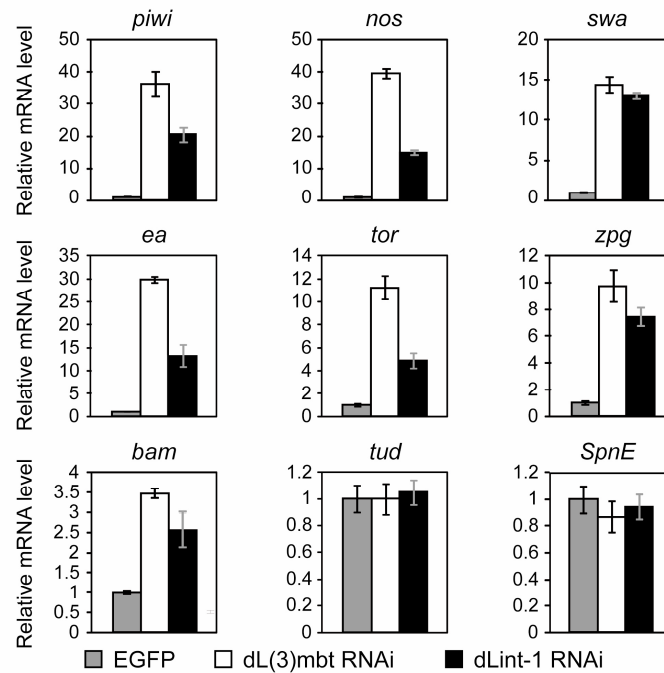 piwi nos swa
Relative mRNA level
50 50 20
40 40 15
30 30 10
20 20 5
10 10 0
0 0
ea tor zpg
Relative mRNA level
35 14 12
30 12 10
25 10 8
20 8 6
15 6 4
10 4 2
5 2 0
0 0
bam tud SpnE
Relative mRNA level
4 1.2 1.2
3.5 1 1
3 0.8 0.8
2.5 0.6 0.6
2 0.4 0.4
1.5 0.2 0.2
1 0 0
0.5
0
EGFP dL(3)mbt RNAi dLint-1 RNAi